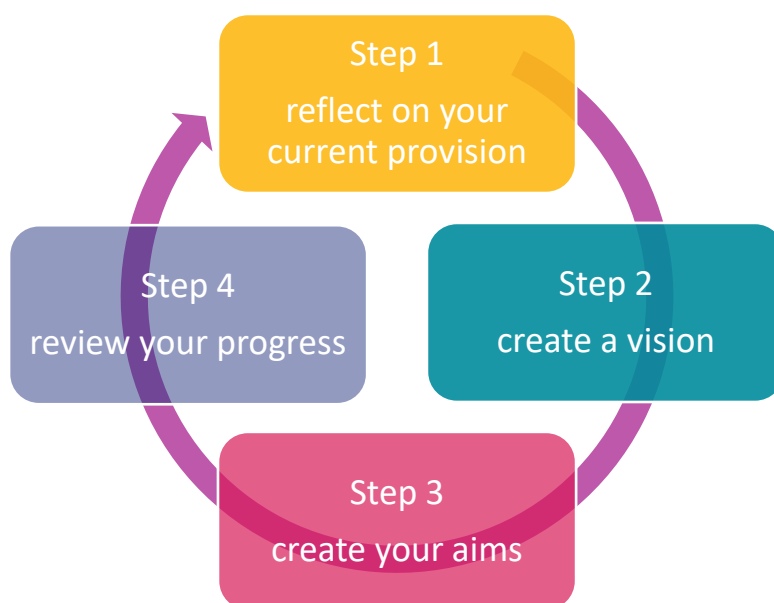 Step 1
reflect on your
current provision
Step 2
create a vision
Step 3
create your aims
Step 4
review your progress